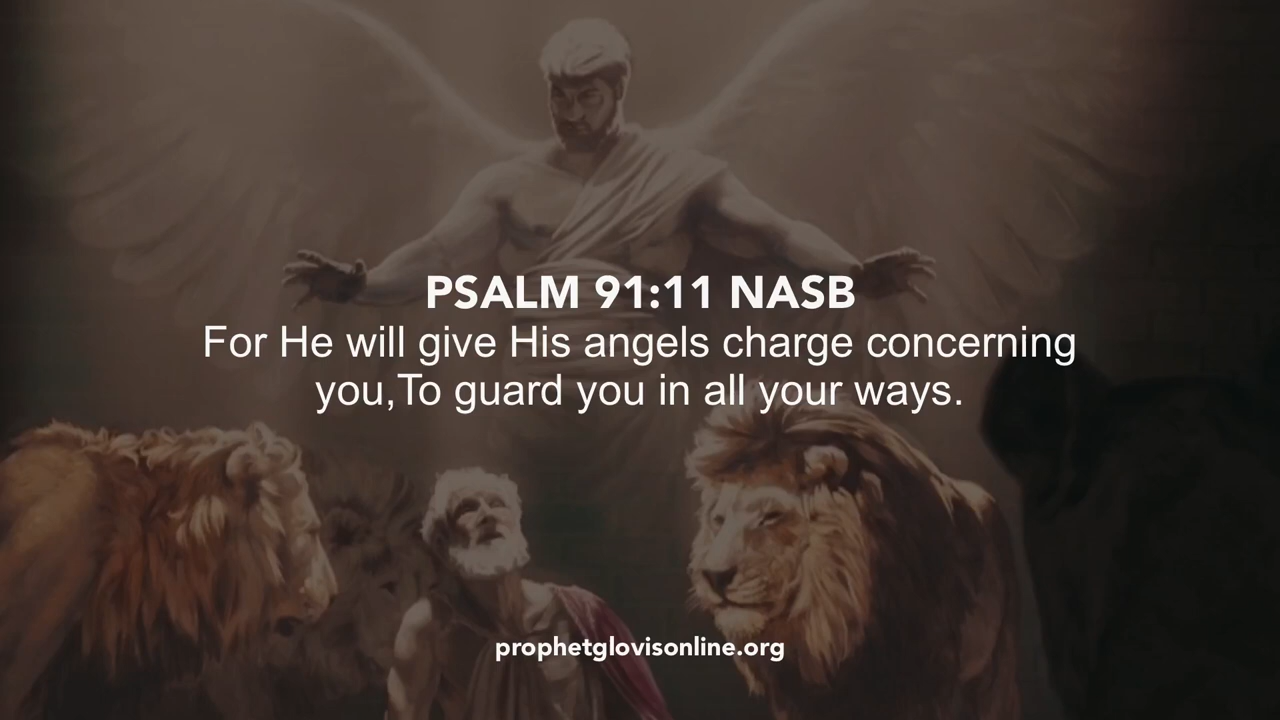 PSALM 91:11 NASB
For He will give His angels charge concerning
you,To guard you in all your ways.
prophetglovisonline.org